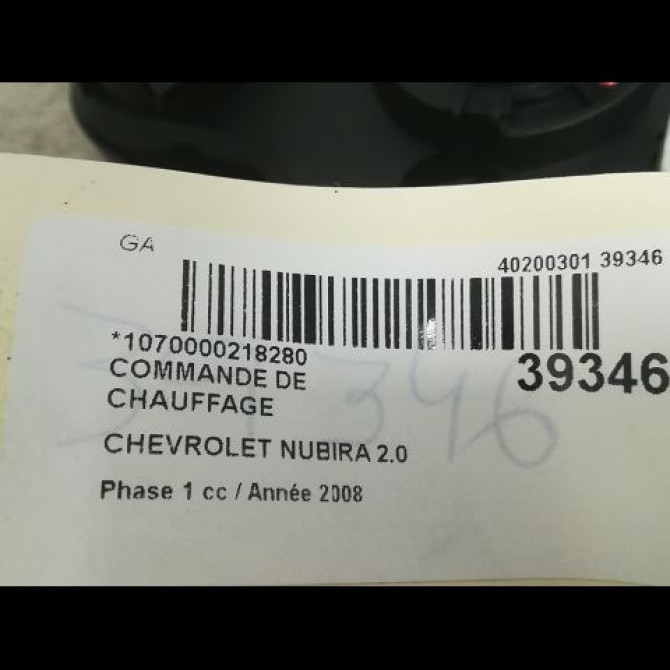 GA
40200301 39346
*1070000218280
39346
COMMANDE DE
CHAUFFAGE
CHEVROLET NUBIRA 2.0
Phase 1 cc / Année 2008